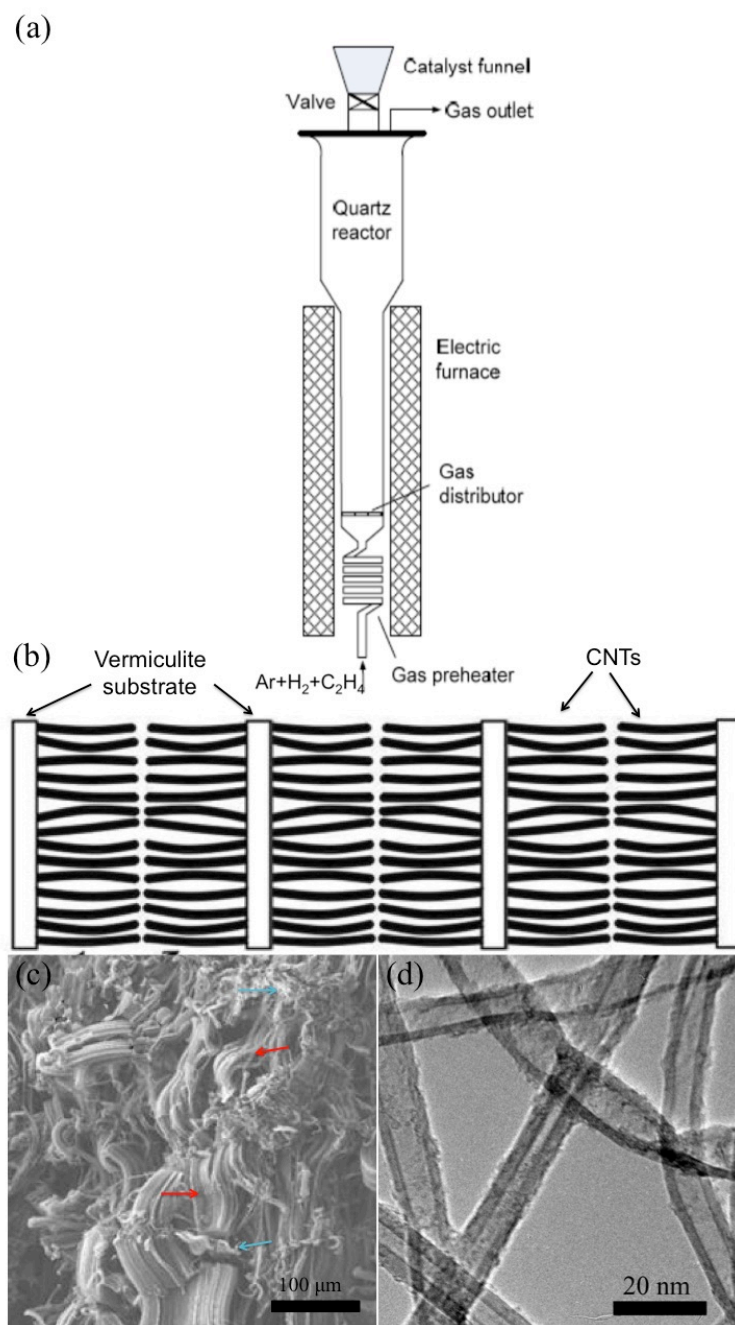 (a)
Catalyst funnel
Valve
Gas outlet
Quartz
reactor
Electric
furnace
Gas
distributor
(b)
Vermiculite
substrate
Ar+H₂+C₂H₄
Gas preheater
CNTs
(c)
100 μm
(d)
20 nm